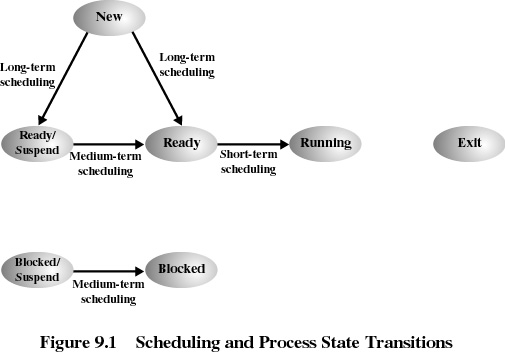 New
Long-term
scheduling
Long-term
scheduling
Ready/
Suspend
Medium-term
scheduling
Ready
Short-term
scheduling
Running
Exit
Blocked/
Suspend
Medium-term
scheduling
Blocked
Figure 9.1 Scheduling and Process State Transitions